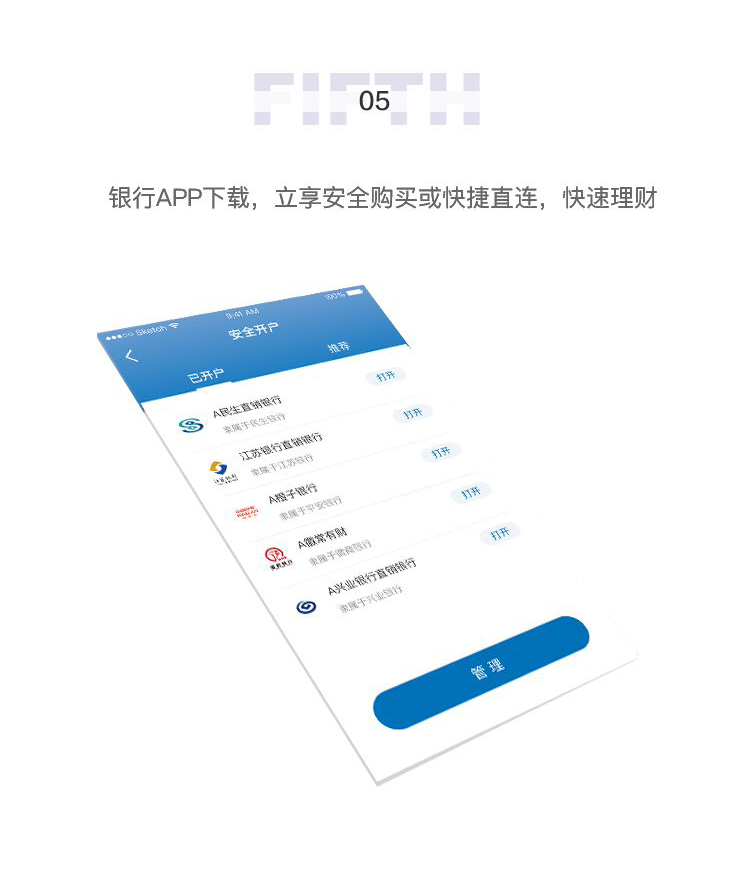 FIFTH
05
银行APP下载，立享安全购买或快捷直连，快速理财
Sketch
9:41 AM
100%
安全开户
已开户
推荐
A民生直销银行
隶属于民生银行
打开
江苏银行直销银行
隶属于江苏银行
打开
A橙子银行
隶属于平安银行
打开
A徽常有财
隶属于徽商银行
打开
A兴业银行直销银行
隶属于兴业银行
打开
管理